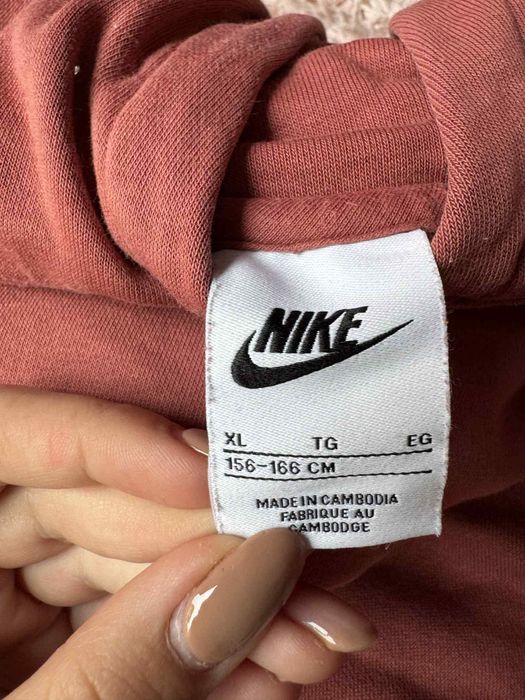 NIKE
XL TG EG
156-166 CM
MADE IN CAMBODIA
FABRIQUE AU
CAMBODGE